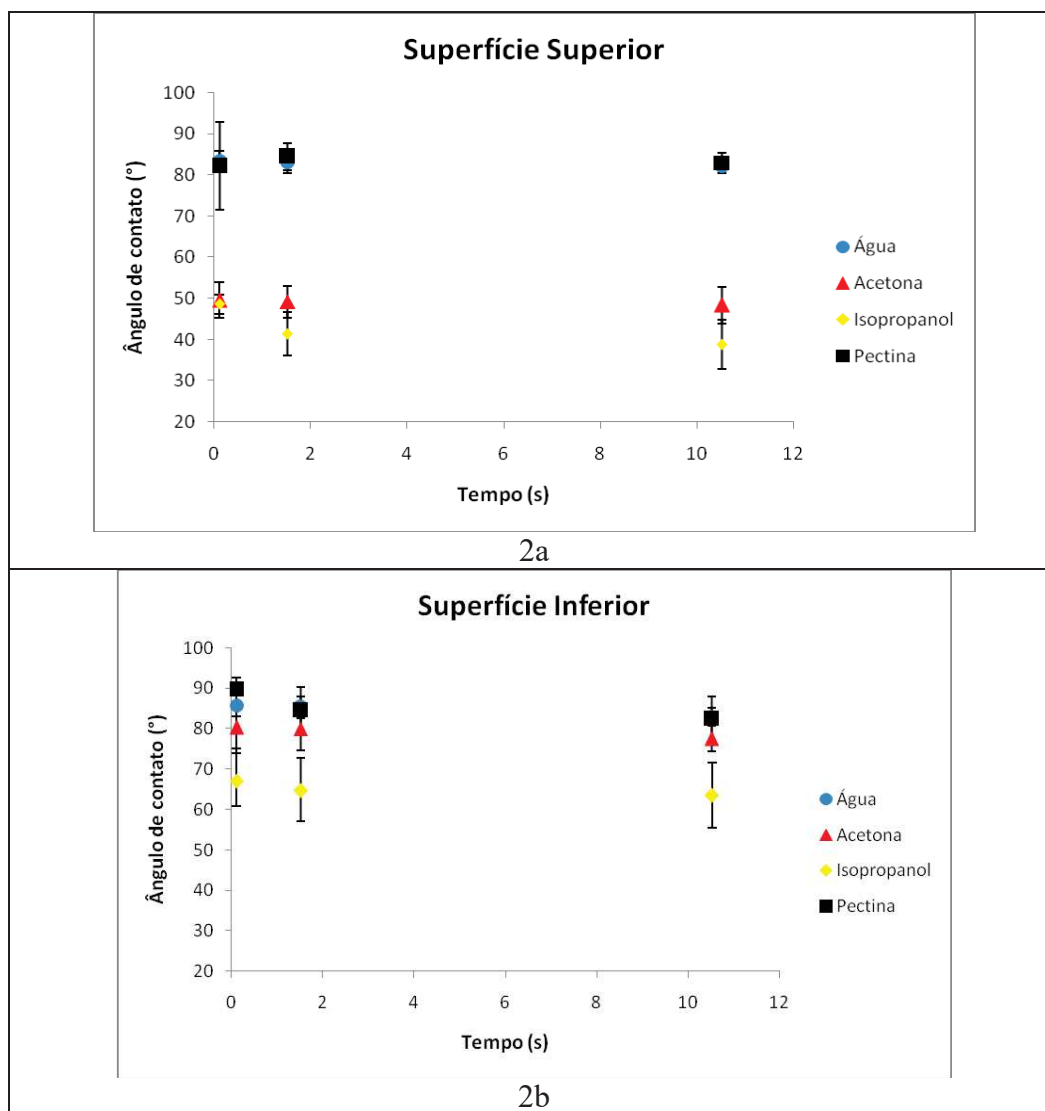 Superfície Superior
Ângulo de contato (°)
100
90
80
70
60
50
40
30
20
0 2 4 6 8 10 12
Tempo (s)
Água
Acetona
Isopropanol
Pectina
2a
Superfície Inferior
Ângulo de contato (°)
100
90
80
70
60
50
40
30
20
0 2 4 6 8 10 12
Tempo (s)
Água
Acetona
Isopropanol
Pectina
2b